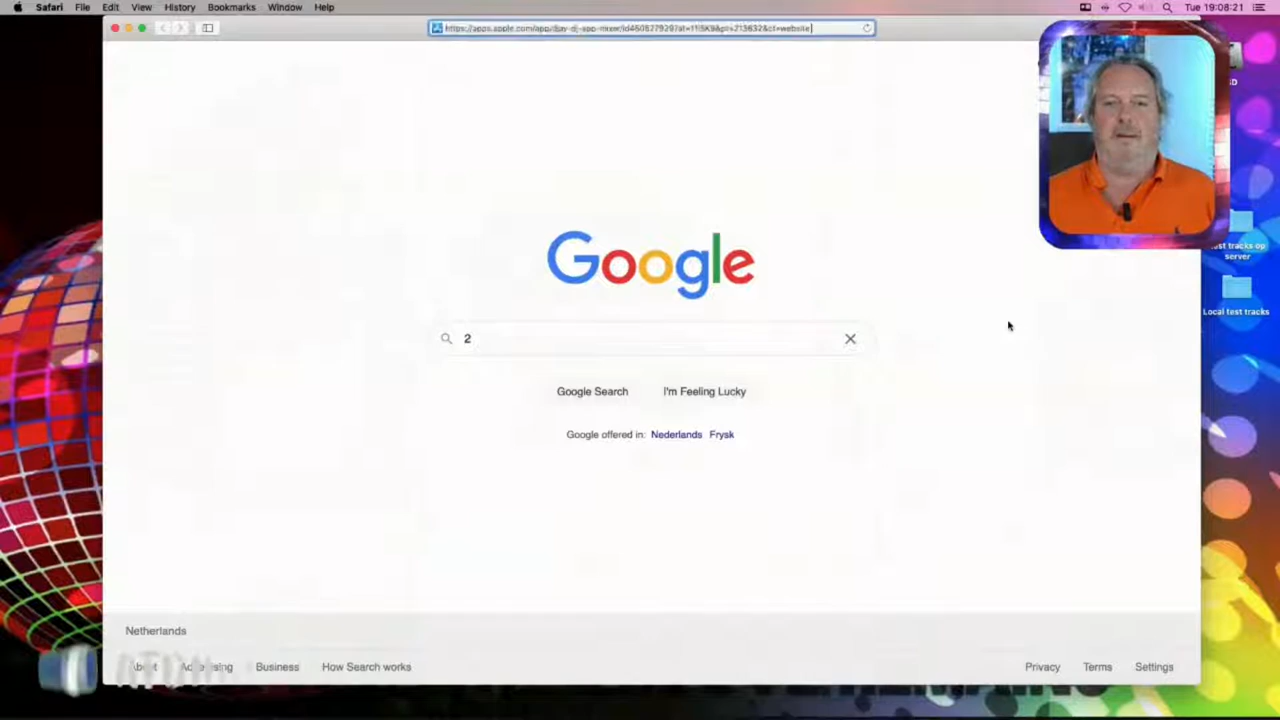 Safari File Edit View History Bookmarks Window Help
Tue 19:08:21
Google
2
Google Search I'm Feeling Lucky
Google offered in: Nederlands Frysk
server
Local test tracks
Netherlands
Business How Search works
Privacy Terms Settings